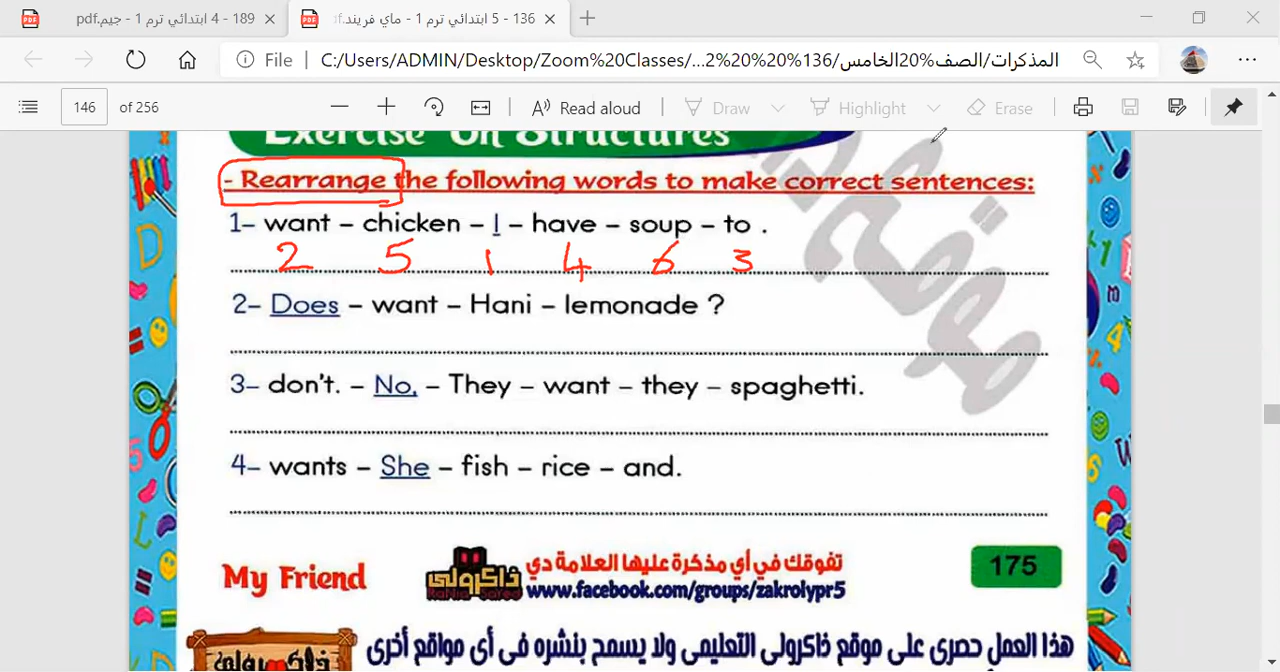 189 - 4 ابتدائي ترم 1 - جيم.pdf
136 - 5 ابتدائي ترم 1 - ماي فريند.pdf
File
C:/Users/ADMIN/Desktop/Zoom%20Classes/...2%20%20%20136/المذكرات/الصف%20الخامس
146 of 256
Read aloud
Draw
Highlight
Erase
Exercise On Structures
- Rearrange the following words to make correct sentences:
1- want - chicken - I - have - soup - to .
2 5 1 4 6 3
2- Does - want - Hani - lemonade ?
3- don't. - No, - They - want - they - spaghetti.
4- wants - She - fish - rice - and.
My Friend
ذاكرولى
تفوقك في أي مذكرة عليها العلامة دي
www.facebook.com/groups/zakrolypr5
175
هذا العمل حصرى على موقع ذاكرولى التعليمى ولا يسمح بنشره فى أى مواقع أخرى
ذاكرولى
موقع